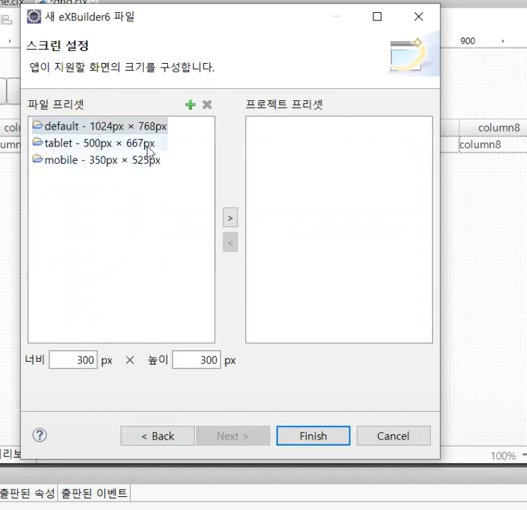 새 eXBuilder6 파일
스크린 설정
앱이 지원할 화면의 크기를 구성합니다.
900
파일 프리셋
프로젝트 프리셋
default - 1024px × 768px
tablet - 500px × 667px
mobile - 350px × 525px
column8
column8
>
<
너비 300 px × 높이 300 px
?
< Back
Next >
Finish
Cancel
100%
출판된 속성
출판된 이벤트